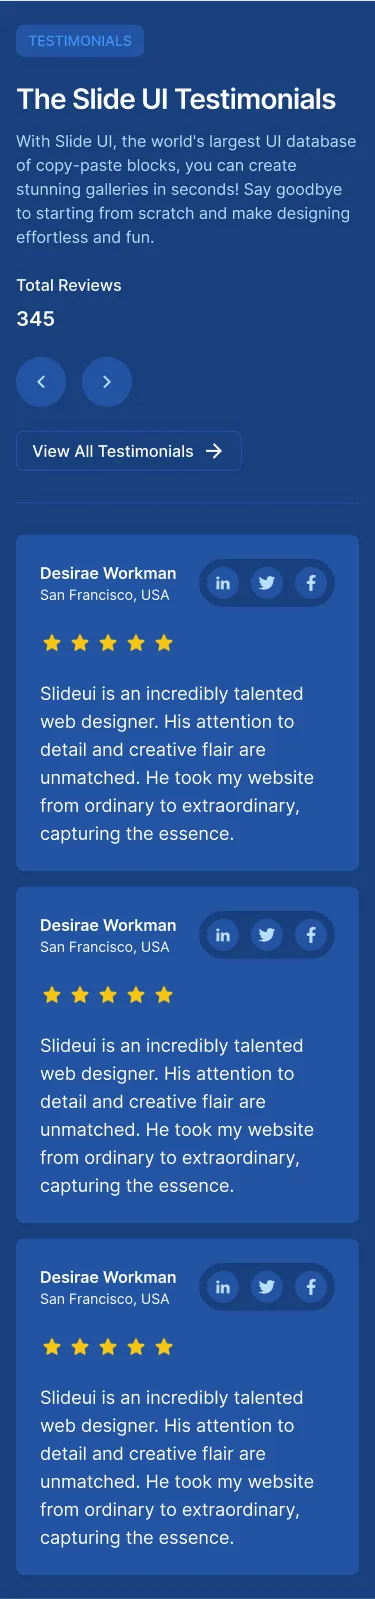 TESTIMONIALS
The Slide UI Testimonials
With Slide UI, the world's largest UI database
of copy-paste blocks, you can create
stunning galleries in seconds! Say goodbye
to starting from scratch and make designing
effortless and fun.
Total Reviews
345
View All Testimonials
Desirae Workman
San Francisco, USA
Slideui is an incredibly talented
web designer. His attention to
detail and creative flair are
unmatched. He took my website
from ordinary to extraordinary,
capturing the essence.
Desirae Workman
San Francisco, USA
Slideui is an incredibly talented
web designer. His attention to
detail and creative flair are
unmatched. He took my website
from ordinary to extraordinary,
capturing the essence.
Desirae Workman
San Francisco, USA
Slideui is an incredibly talented
web designer. His attention to
detail and creative flair are
unmatched. He took my website
from ordinary to extraordinary,
capturing the essence.